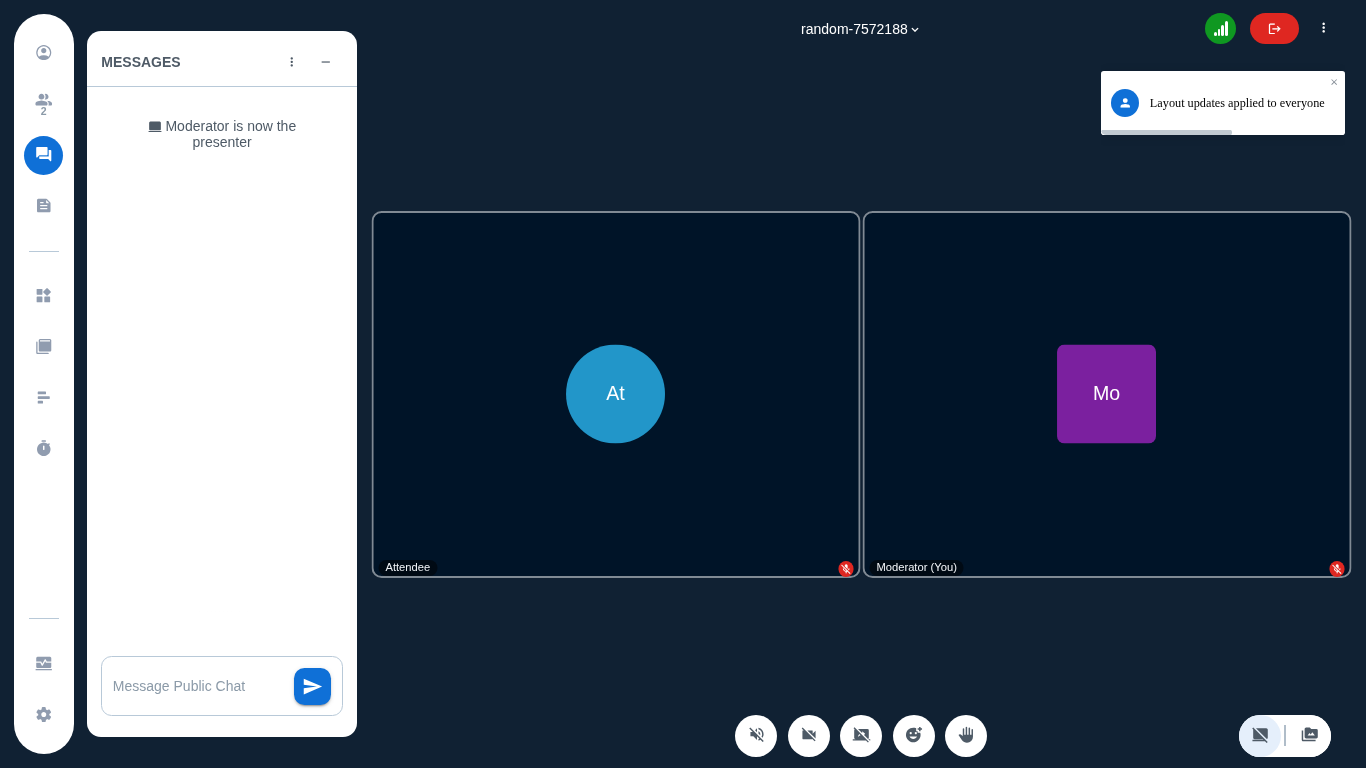 random-7572188
2
MESSAGES
Moderator is now the
presenter
Layout updates applied to everyone
At
Mo
Attendee
Moderator (You)
Message Public Chat